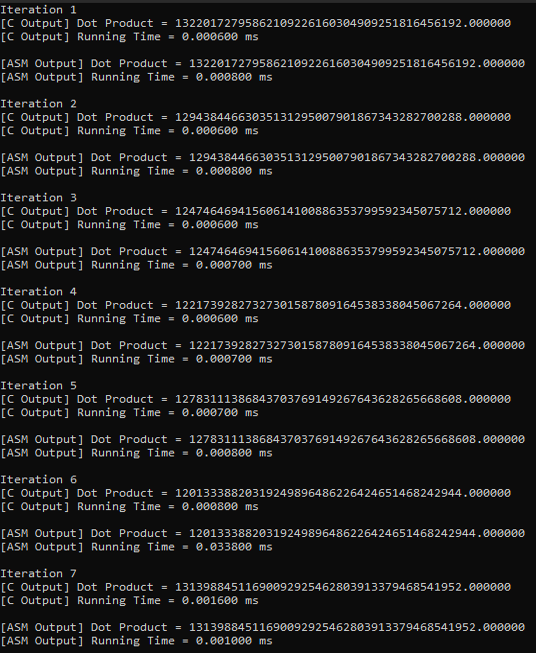 Iteration 1
[C Output] Dot Product = 13220172795862109226160304909251816456192.000000
[C Output] Running Time = 0.000600 ms
[ASM Output] Dot Product = 13220172795862109226160304909251816456192.000000
[ASM Output] Running Time = 0.000800 ms
Iteration 2
[C Output] Dot Product = 12943844663035131295007901867343282700288.000000
[C Output] Running Time = 0.000600 ms
[ASM Output] Dot Product = 12943844663035131295007901867343282700288.000000
[ASM Output] Running Time = 0.000800 ms
Iteration 3
[C Output] Dot Product = 12474646941560614100886353799592345075712.000000
[C Output] Running Time = 0.000600 ms
[ASM Output] Dot Product = 12474646941560614100886353799592345075712.000000
[ASM Output] Running Time = 0.000700 ms
Iteration 4
[C Output] Dot Product = 12217392827327301587809164538338045067264.000000
[C Output] Running Time = 0.000600 ms
[ASM Output] Dot Product = 12217392827327301587809164538338045067264.000000
[ASM Output] Running Time = 0.000700 ms
Iteration 5
[C Output] Dot Product = 12783111386843703769149267643628265668608.000000
[C Output] Running Time = 0.000700 ms
[ASM Output] Dot Product = 12783111386843703769149267643628265668608.000000
[ASM Output] Running Time = 0.000800 ms
Iteration 6
[C Output] Dot Product = 12013338820319249896486226424651468242944.000000
[C Output] Running Time = 0.000800 ms
[ASM Output] Dot Product = 12013338820319249896486226424651468242944.000000
[ASM Output] Running Time = 0.033800 ms
Iteration 7
[C Output] Dot Product = 13139884511690092925462803913379468541952.000000
[C Output] Running Time = 0.001600 ms
[ASM Output] Dot Product = 13139884511690092925462803913379468541952.000000
[ASM Output] Running Time = 0.001000 ms